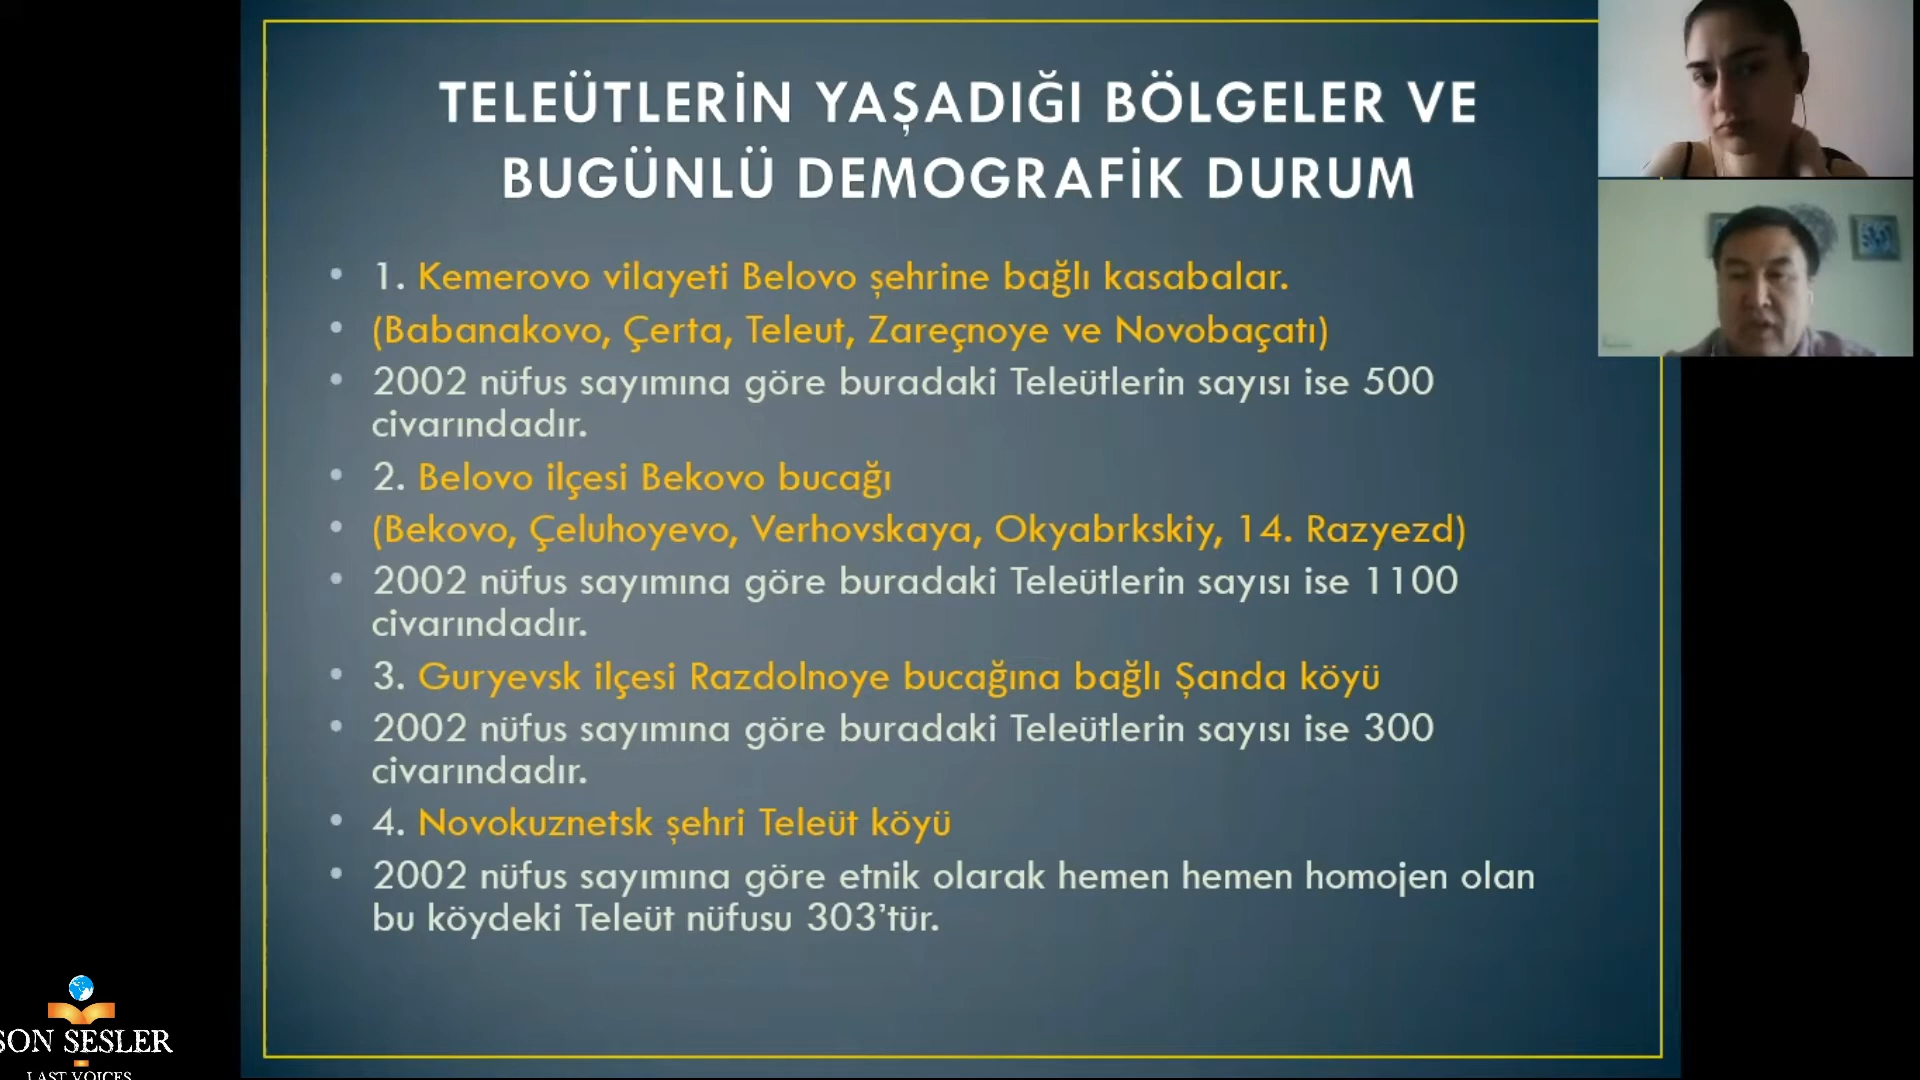 TELEÜTLERİN YAŞADIĞI BÖLGELER VE
BUGÜNLÜ DEMOGRAFİK DURUM
• 1. Kemerovo vilayeti Belovo şehrine bağlı kasabalar.
• (Babanakovo, Çerta, Teleut, Zareçnoye ve Novobaçatı)
• 2002 nüfus sayımına göre buradaki Teleütlerin sayısı ise 500
civarındadır.
• 2. Belovo ilçesi Bekovo bucağı
• (Bekovo, Çeluhoyevo, Verhovskaya, Okyabrkskiy, 14. Razyezd)
• 2002 nüfus sayımına göre buradaki Teleütlerin sayısı ise 1100
civarındadır.
• 3. Guryevsk ilçesi Razdolnoye bucağına bağlı Şanda köyü
• 2002 nüfus sayımına göre buradaki Teleütlerin sayısı ise 300
civarındadır.
• 4. Novokuznetsk şehri Teleüt köyü
• 2002 nüfus sayımına göre etnik olarak hemen hemen homojen olan
bu köydeki Teleüt nüfusu 303’tür.
SON SESLER
LAST VOICES